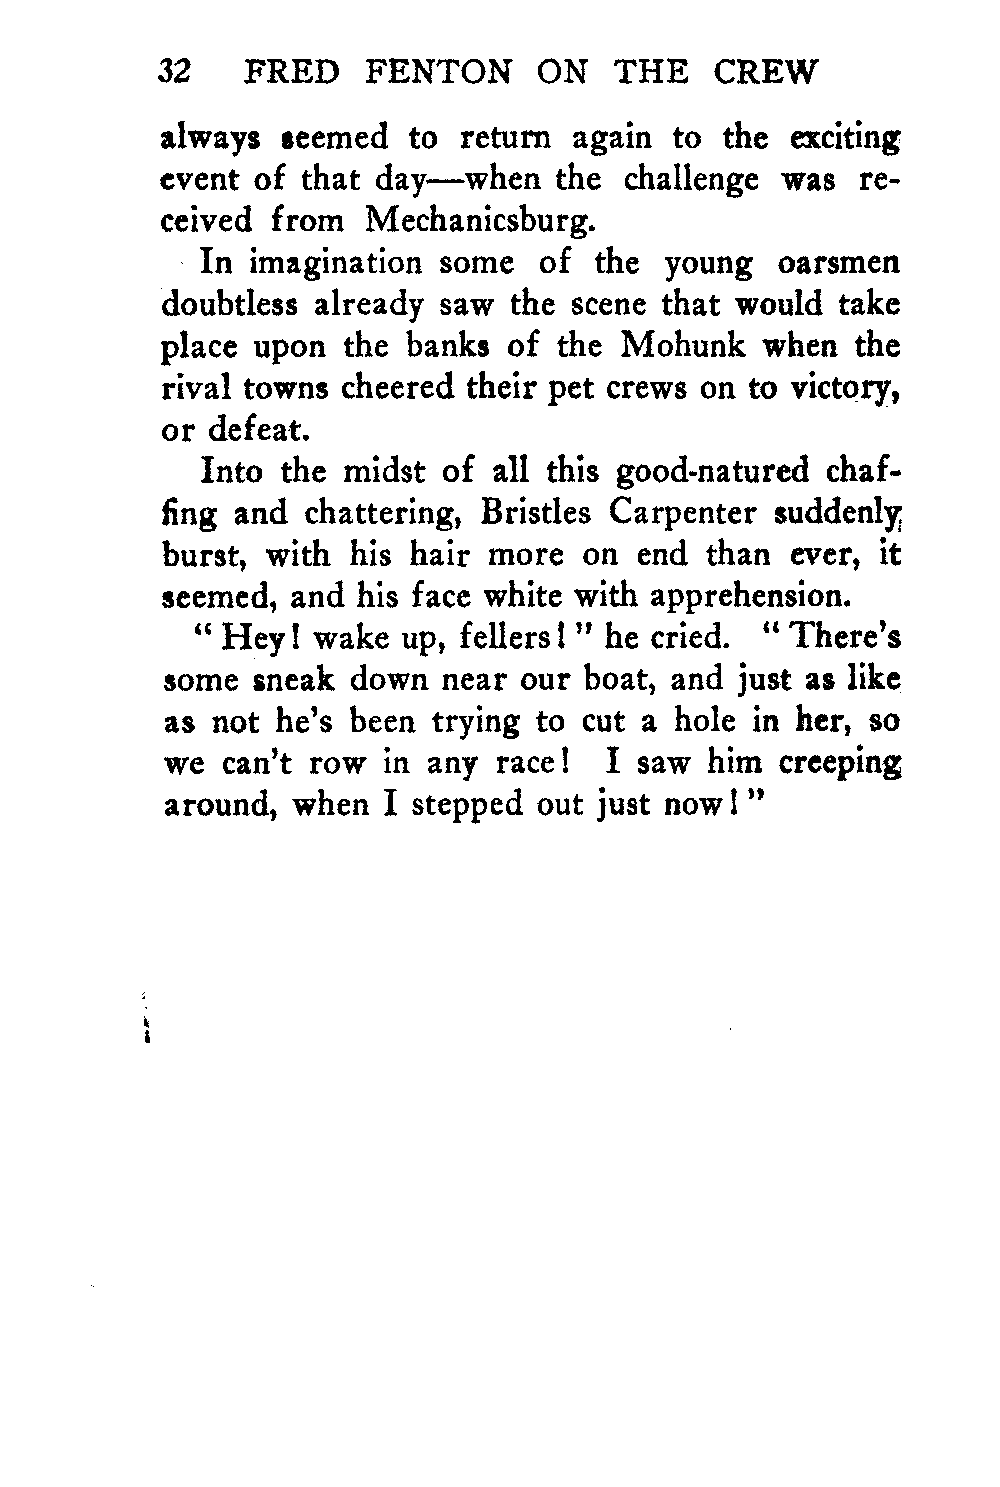 32 FRED FENTON ON THE CREW
always seemed to return again to the exciting
event of that day—when the challenge was re-
ceived from Mechanicsburg.
In imagination some of the young oarsmen
doubtless already saw the scene that would take
place upon the banks of the Mohunk when the
rival towns cheered their pet crews on to victory,
or defeat.
Into the midst of all this good-natured chaf-
fing and chattering, Bristles Carpenter suddenly
burst, with his hair more on end than ever, it
seemed, and his face white with apprehension.
“Hey! wake up, fellers!” he cried. “There’s
some sneak down near our boat, and just as like
as not he’s been trying to cut a hole in her, so
we can’t row in any race! I saw him creeping
around, when I stepped out just now!”